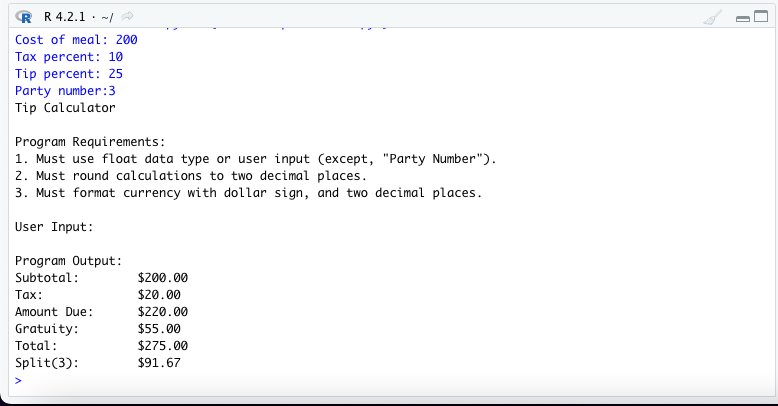 R 4.2.1 · ~/
Cost of meal: 200
Tax percent: 10
Tip percent: 25
Party number:3
Tip Calculator
Program Requirements:
1. Must use float data type or user input (except, "Party Number").
2. Must round calculations to two decimal places.
3. Must format currency with dollar sign, and two decimal places.
User Input:
Program Output:
Subtotal: $200.00
Tax: $20.00
Amount Due: $220.00
Gratuity: $55.00
Total: $275.00
Split(3): $91.67
>